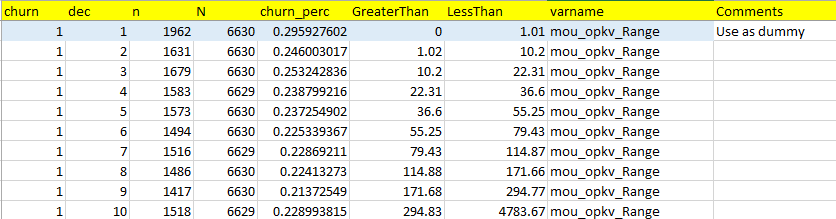 churn dec n N churn_perc GreaterThan LessThan varname Comments
1 1 1962 6630 0.295927602 0 1.01 mou_opkv_Range Use as dummy
1 2 1631 6630 0.246003017 1.02 10.2 mou_opkv_Range
1 3 1679 6630 0.253242836 10.2 22.31 mou_opkv_Range
1 4 1583 6629 0.238799216 22.31 36.6 mou_opkv_Range
1 5 1573 6630 0.237254902 36.6 55.25 mou_opkv_Range
1 6 1494 6630 0.225339367 55.25 79.43 mou_opkv_Range
1 7 1516 6629 0.22869211 79.43 114.87 mou_opkv_Range
1 8 1486 6630 0.22413273 114.88 171.66 mou_opkv_Range
1 9 1417 6630 0.21372549 171.68 294.77 mou_opkv_Range
1 10 1518 6629 0.228993815 294.83 4783.67 mou_opkv_Range